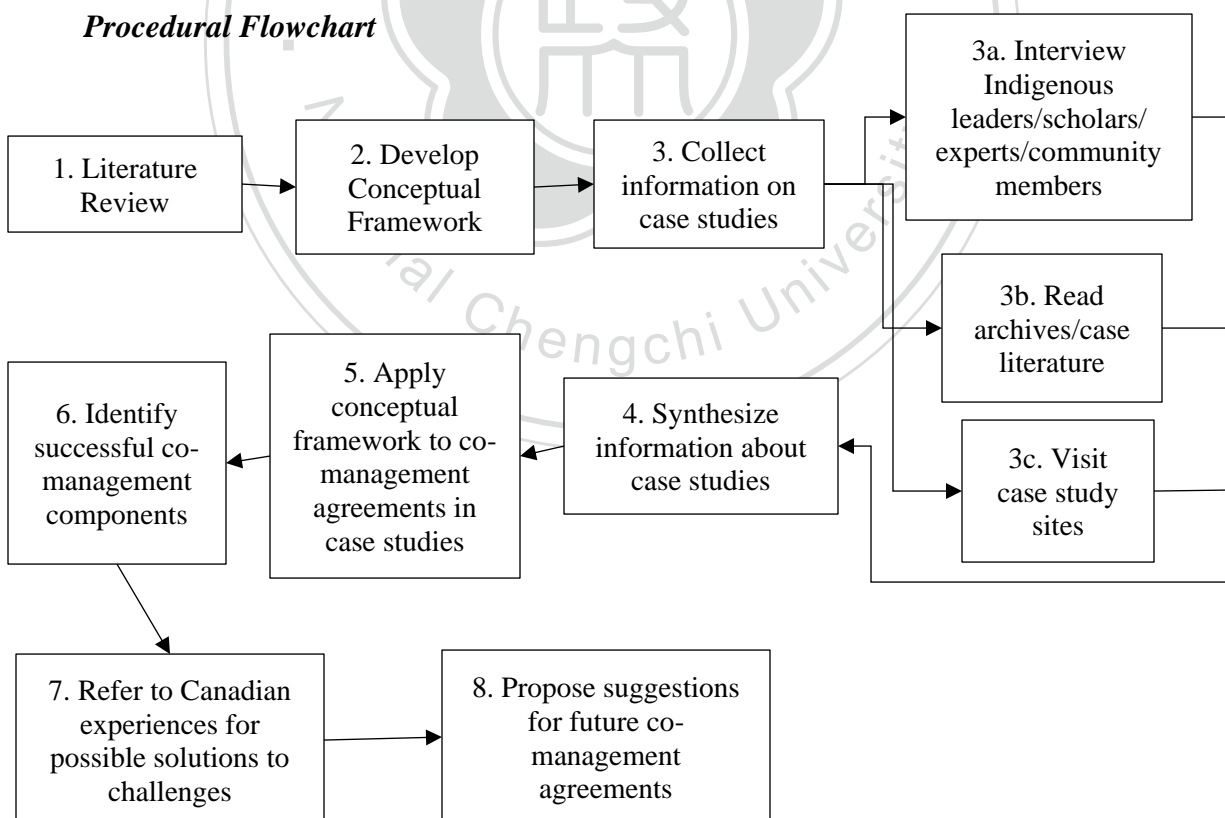 Procedural Flowchart
1. Literature
Review
2. Develop
Conceptual
Framework
3. Collect
information on
case studies
3a. Interview
Indigenous
leaders/scholars/
experts/community
members
3b. Read
archives/case
literature
3c. Visit
case study
sites
4. Synthesize
information about
case studies
5. Apply
conceptual
framework to co-
management
agreements in
case studies
6. Identify
successful co-
management
components
7. Refer to Canadian
experiences for
possible solutions to
challenges
8. Propose suggestions
for future co-
management
agreements
Chengchi